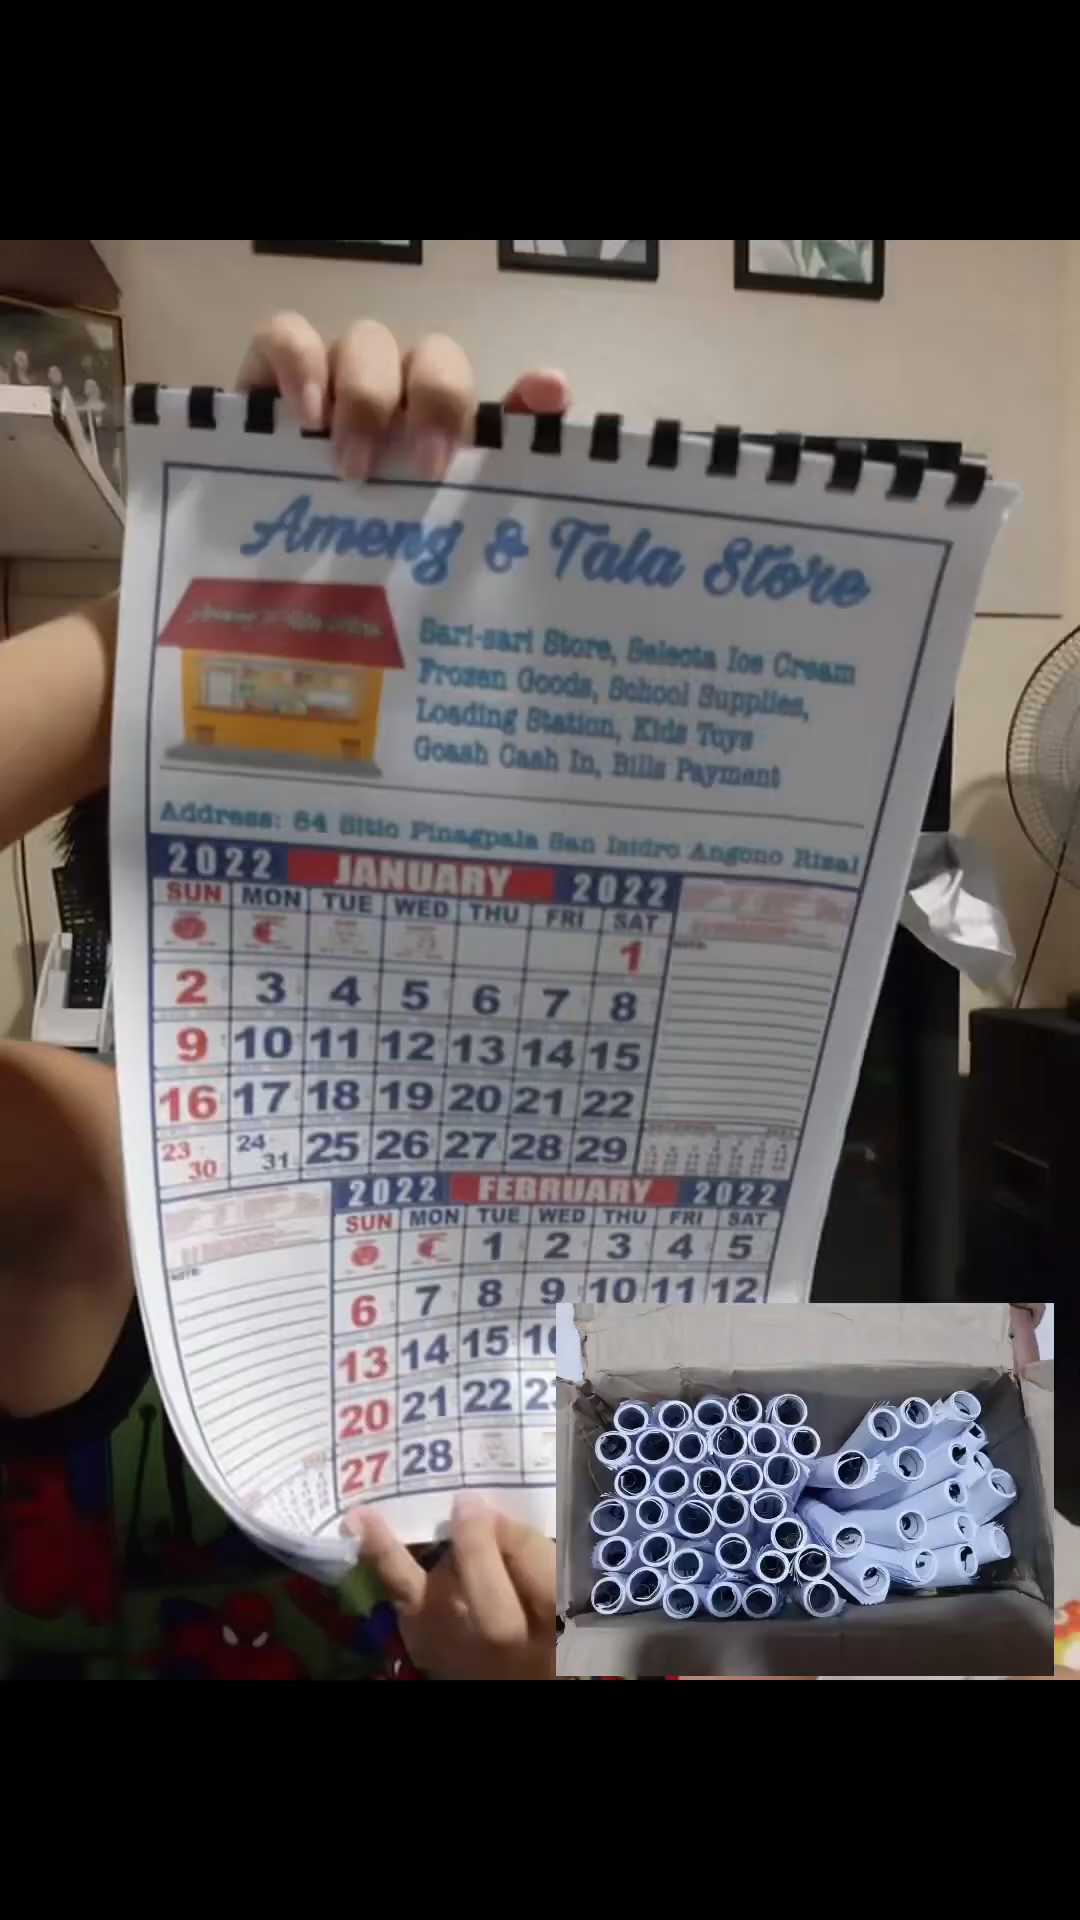 Ameng & Tala Store
Sari-sari Store, Selecta Ice Cream
Frozen Goods, School Supplies,
Loading Station, Kids Toys
Gcash Cash In, Bills Payment
Address: 84 Sitio Pinagpala San Isidro Angono Rizal
2022 JANUARY 2022
SUN MON TUE WED THU FRI SAT
1
2 3 4 5 6 7 8
9 10 11 12 13 14 15
16 17 18 19 20 21 22
23 30 24 31 25 26 27 28 29
NOTE:
2022 FEBRUARY 2022
SUN MON TUE WED THU FRI SAT
1 2 3 4 5
6 7 8 9 10 11 12
13 14 15
20 21 22
27 28
NOTE: